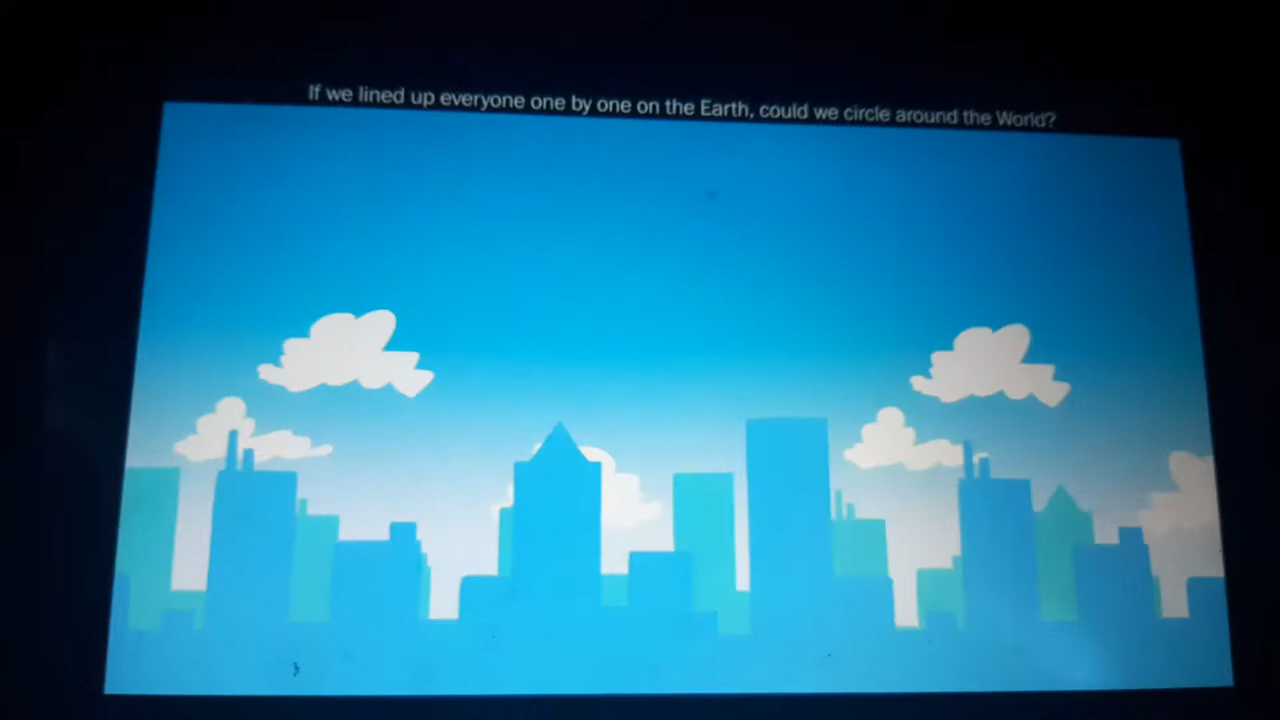 If we lined up everyone one by one on the Earth, could we circle around the World?